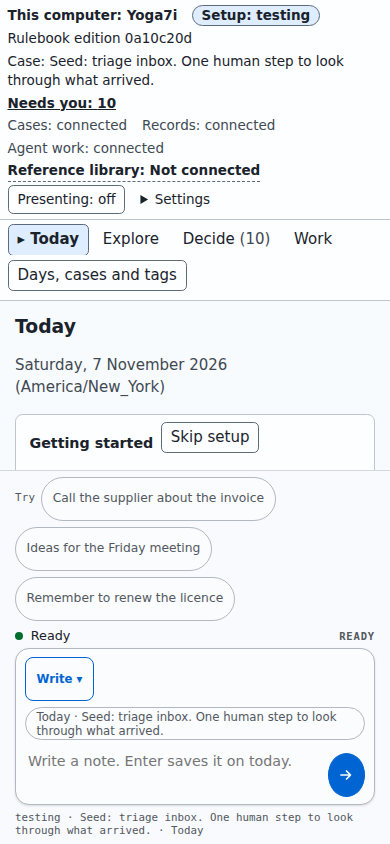 This computer: Yoga7i Setup: testing
Rulebook edition 0a10c20d
Case: Seed: triage inbox. One human step to look
through what arrived.
Needs you: 10
Cases: connected Records: connected
Agent work: connected
Reference library: Not connected
Presenting: off ▶ Settings
▸ Today Explore Decide (10) Work
Days, cases and tags
Today
Saturday, 7 November 2026
(America/New_York)
Getting started Skip setup
Try Call the supplier about the invoice
Ideas for the Friday meeting
Remember to renew the licence
Ready READY
Write ▾
Today · Seed: triage inbox. One human step to look
through what arrived.
Write a note. Enter saves it on today.
testing · Seed: triage inbox. One human step to look
through what arrived. · Today